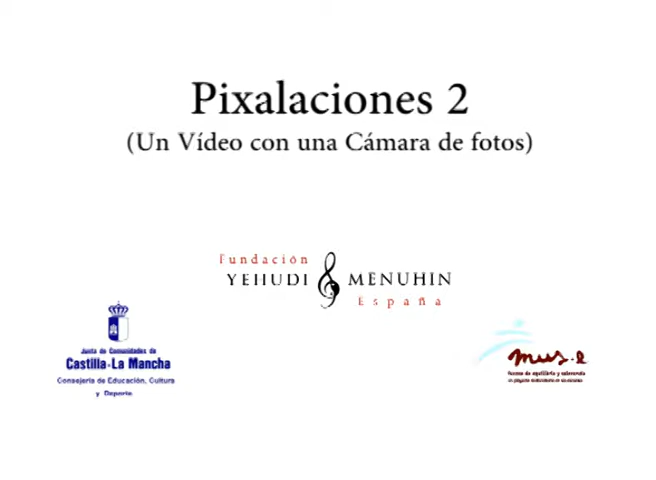 Pixalaciones 2
(Un Vídeo con una Cámara de fotos)
Fundación
YEHUDI MENUHIN
España
Junta de Comunidades de
Castilla-La Mancha
Consejería de Educación, Cultura
y Deporte
mus-e